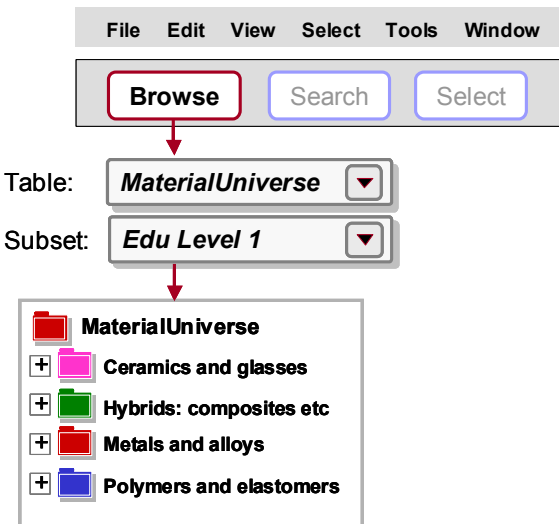 File Edit View Select Tools Window
Browse Search Select
Table: MaterialUniverse
Subset: Edu Level 1
MaterialUniverse
Ceramics and glasses
Hybrids: composites etc
Metals and alloys
Polymers and elastomers